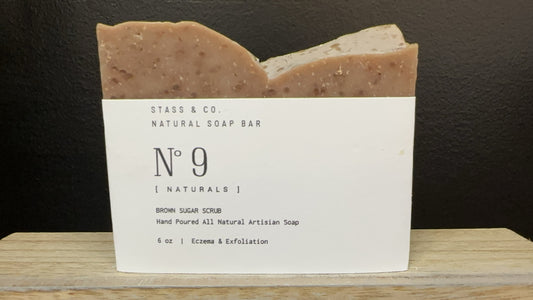 STASS & CO.
NATURAL SOAP BAR
Nº 9
[ NATURALS ]
BROWN SUGAR SCRUB
Hand Poured All Natural Artisian Soap
6 oz | Eczema & Exfoliation